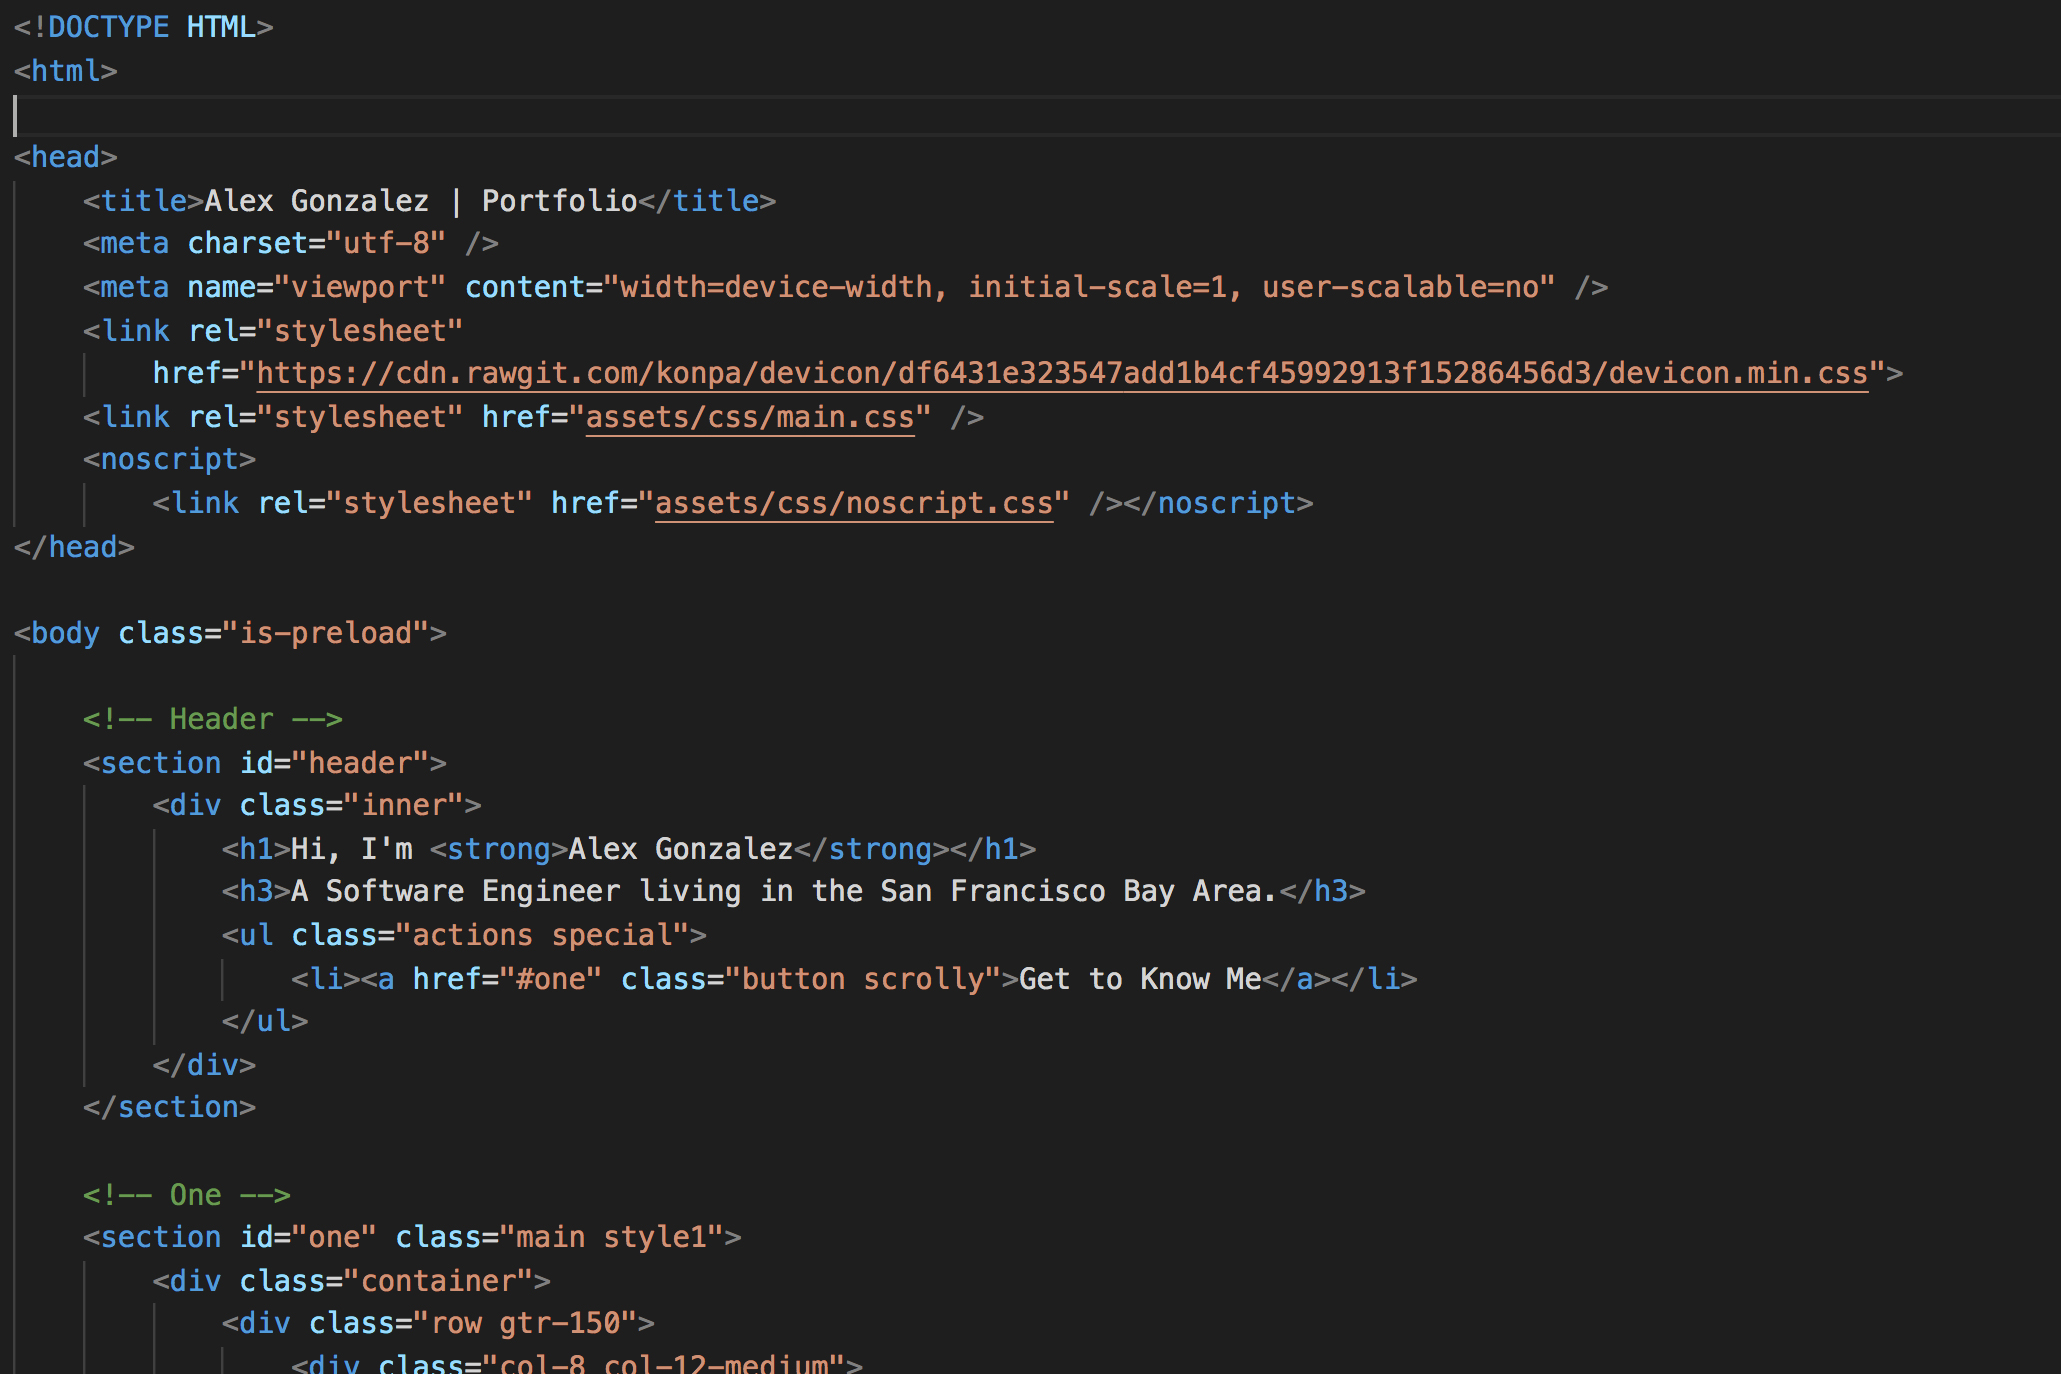 <!DOCTYPE HTML>
<html>
<head>
<title>Alex Gonzalez | Portfolio</title>
<meta charset="utf-8" />
<meta name="viewport" content="width=device-width, initial-scale=1, user-scalable=no" />
<link rel="stylesheet"
href="https://cdn.rawgit.com/konpa/devicon/df6431e323547add1b4cf45992913f15286456d3/devicon.min.css">
<link rel="stylesheet" href="assets/css/main.css" />
<noscript>
<link rel="stylesheet" href="assets/css/noscript.css" /></noscript>
</head>
<body class="is-preload">
<!-- Header -->
<section id="header">
<div class="inner">
<h1>Hi, I'm <strong>Alex Gonzalez</strong></h1>
<h3>A Software Engineer living in the San Francisco Bay Area.</h3>
<ul class="actions special">
<li><a href="#one" class="button scrolly">Get to Know Me</a></li>
</ul>
</div>
</section>
<!-- One -->
<section id="one" class="main style1">
<div class="container">
<div class="row gtr-150">
<div class="col-8 col-12-medium">